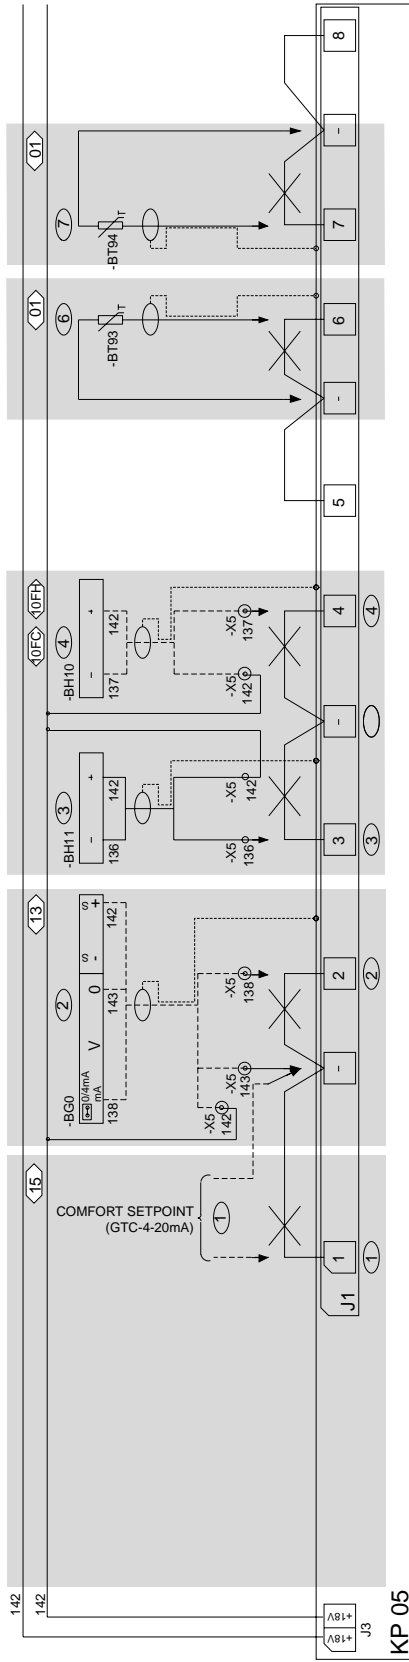 142
142
15
13
10FC
10FH
01
01
COMFORT SETPOINT
(GTC-4-20mA)
1
2
-BG0
0/4mA
mA
V
0
- S
+ S
138
143
142
-X5
142
-X5
143
-X5
138
3
-BH11
-
+
136
142
-X5
136
-X5
142
4
-BH10
-
+
137
142
-X5
142
-X5
137
6
-BT93
T
7
-BT94
T
+18V
+18V
J3
J1
1
-
2
3
-
4
5
-
6
7
-
8
1
2
3
4
KP 05